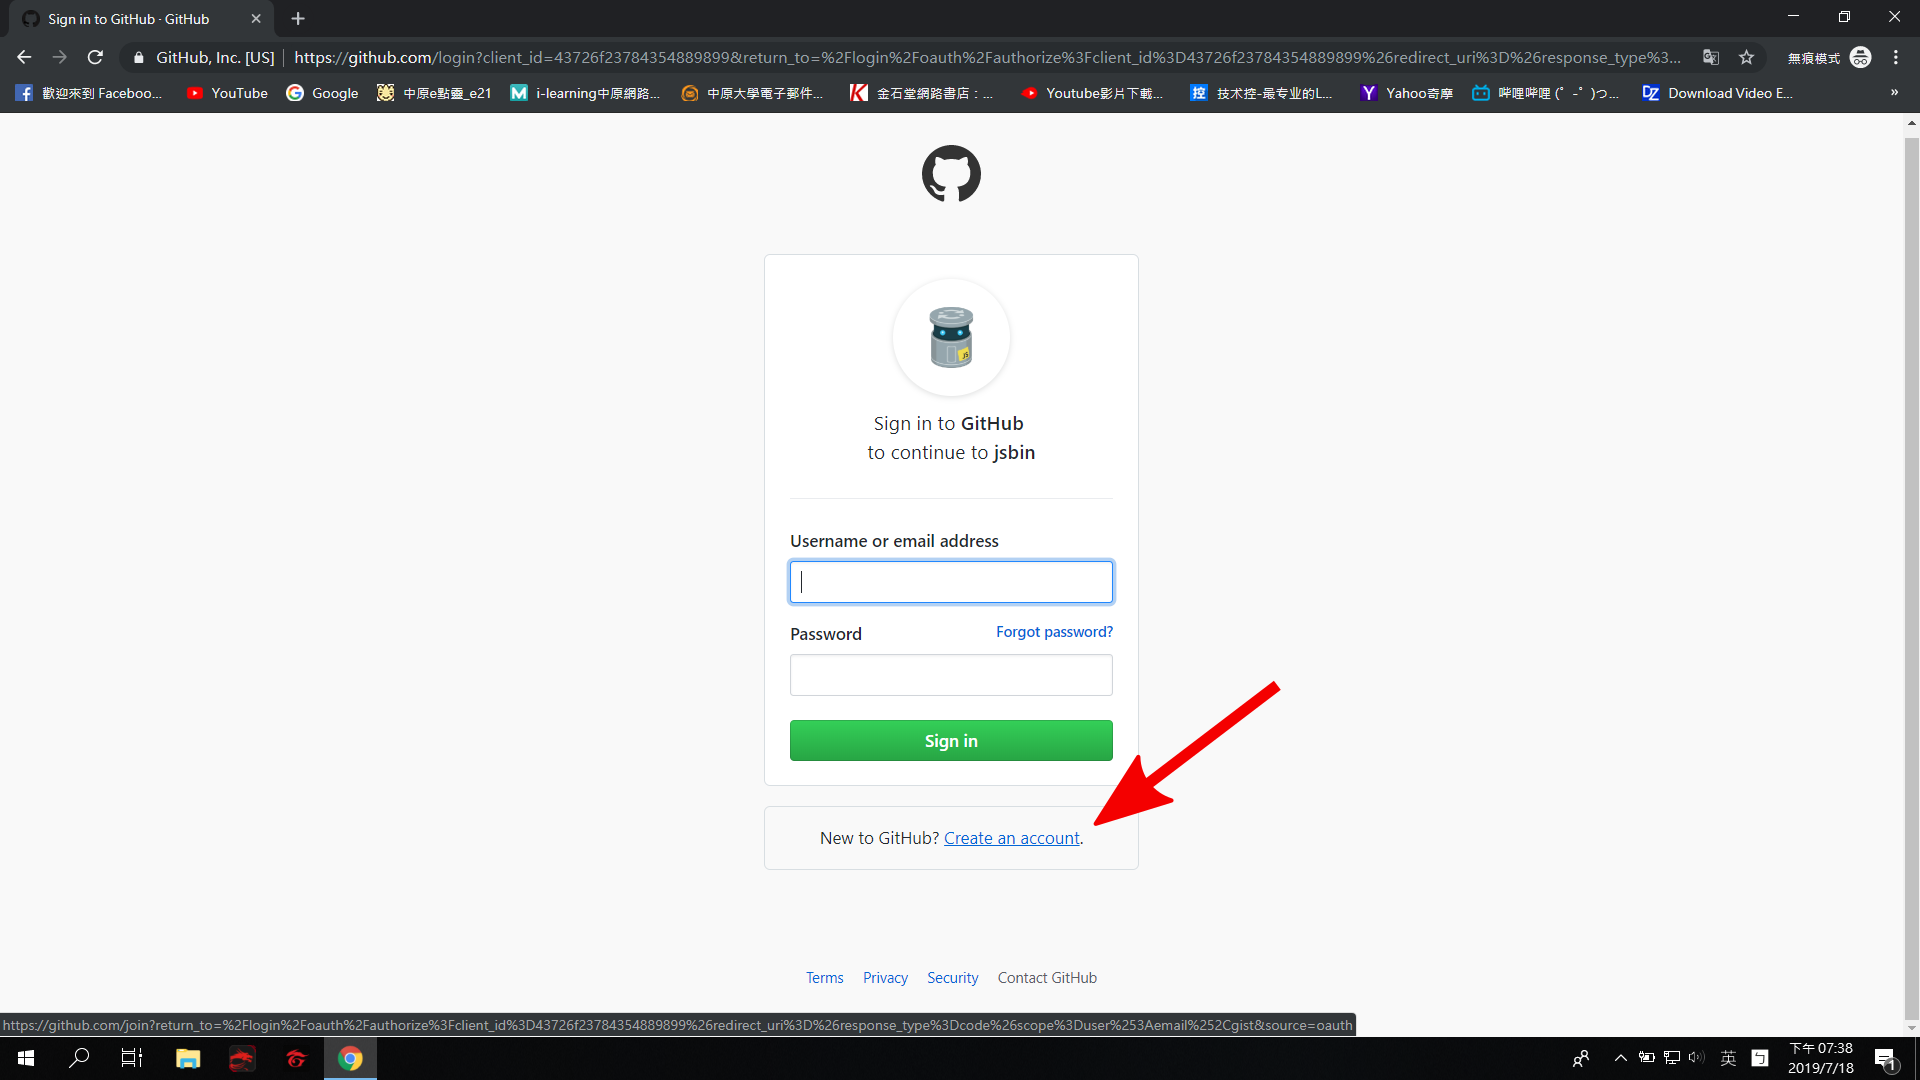 Sign in to GitHub · GitHub
GitHub, Inc. [US]
https://github.com/login?client_id=43726f23784354889899&return_to=%2Flogin%2Foauth%2Fauthorize%3Fclient_id%3D43726f23784354889899%26redirect_uri%3D%26response_type%3...
無痕模式
歡迎來到 Faceboo...
YouTube
Google
中原e點靈_e21
i-learning中原網路...
中原大學電子郵件...
金石堂網路書店：...
Youtube影片下載...
技术控-最专业的L...
Yahoo奇摩
哔哩哔哩 (゜-゜)つ...
Download Video E...
»
JS
Sign in to GitHub
to continue to jsbin
Username or email address
Password
Forgot password?
Sign in
New to GitHub? Create an account.
Terms
Privacy
Security
Contact GitHub
https://github.com/join?return_to=%2Flogin%2Foauth%2Fauthorize%3Fclient_id%3D43726f23784354889899%26redirect_uri%3D%26response_type%3Dcode%26scope%3Duser%253Aemail%252Cgist&source=oauth
英
ㄅ
下午 07:38
2019/7/18
1